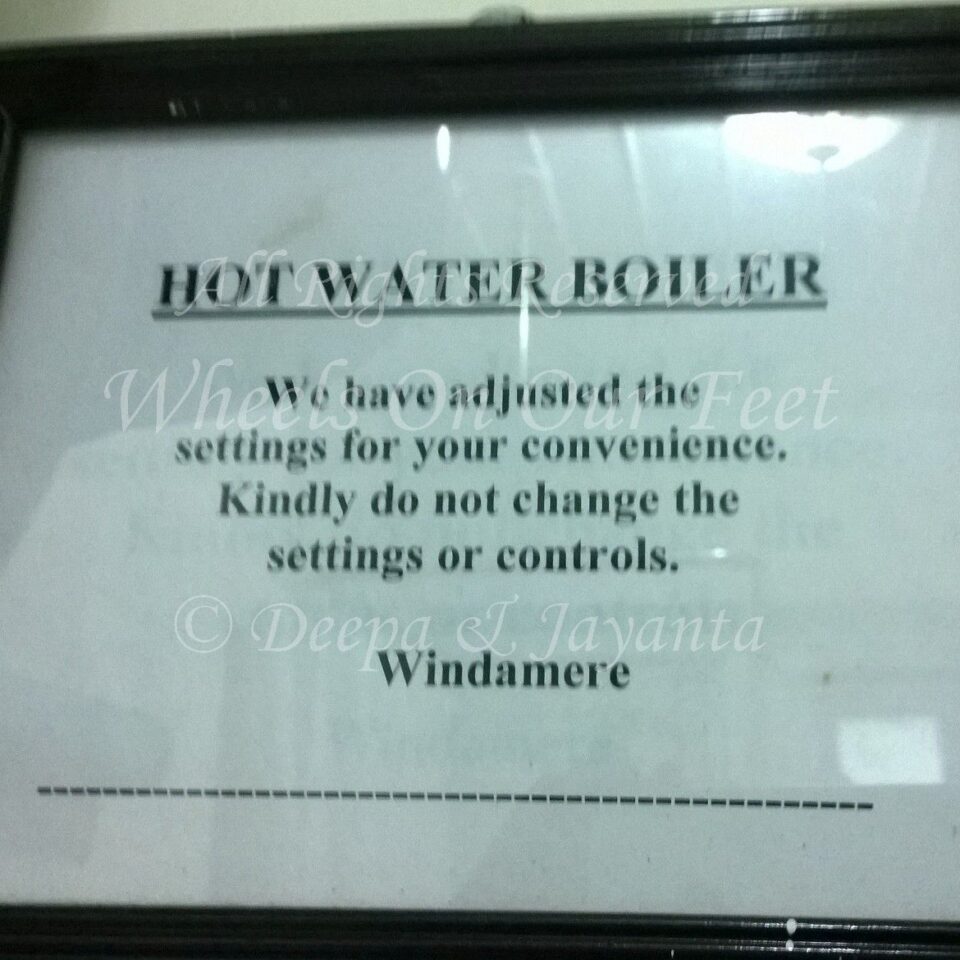 HOT WATER BOILER
All Rights Reserved
We have adjusted the
Wheels On Our Feet
settings for your convenience.
Kindly do not change the
settings or controls.
© Deepa & Jayanta
Windamere